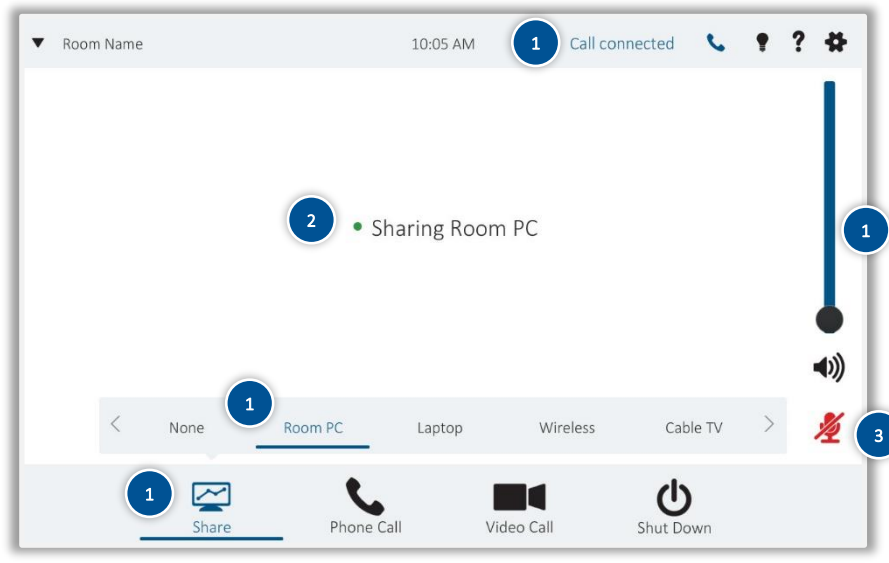 Room Name 10:05 AM 1 Call connected ?
2 Sharing Room PC
1
1
None Room PC Laptop Wireless Cable TV
3
1
Share Phone Call Video Call Shut Down